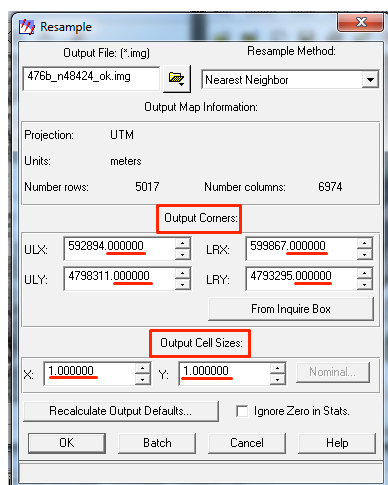 Resample
Output File: (*.img)
Resample Method:
476b_n48424_ok.img
Nearest Neighbor
Output Map Information:
Projection: UTM
Units: meters
Number rows: 5017 Number columns: 6974
Output Corners:
ULX: 592894.000000 LRX: 599867.000000
ULY: 4798311.000000 LRY: 4793295.000000
From Inquire Box
Output Cell Sizes:
X: 1.000000 Y: 1.000000 Nominal...
Recalculate Output Defaults... Ignore Zero in Stats.
OK Batch Cancel Help